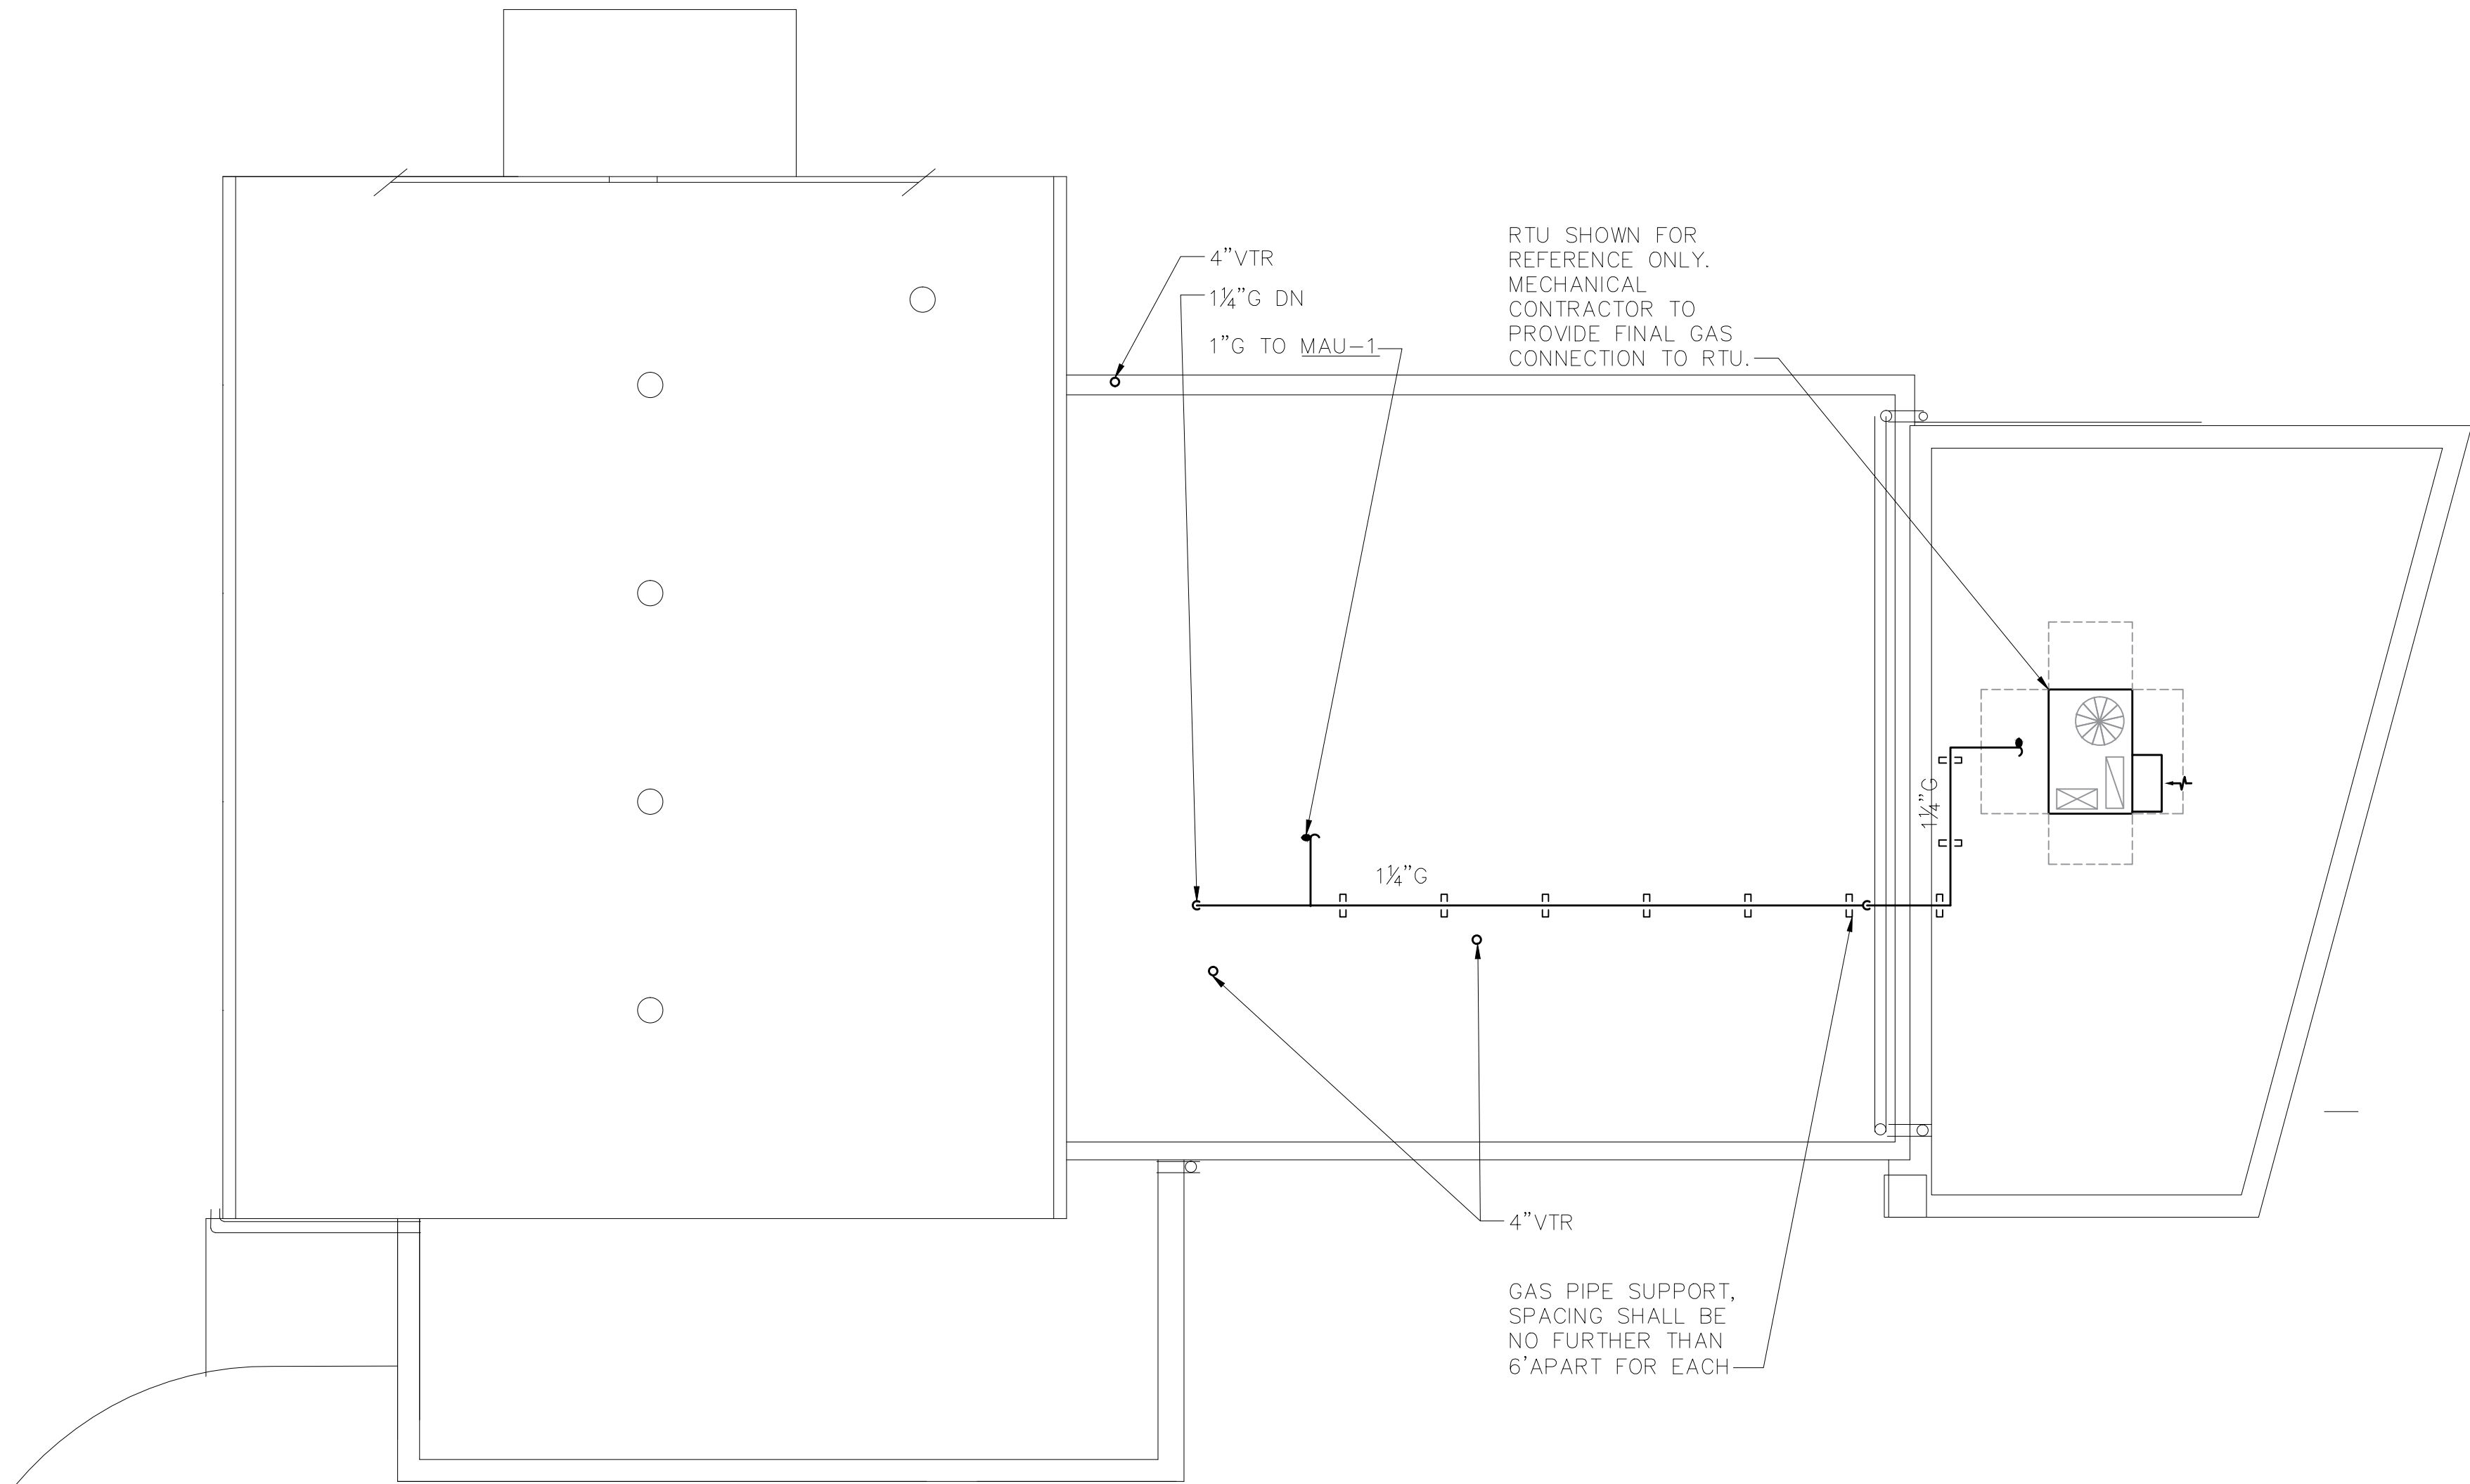 4"VTR
1¼"G DN
1"G TO MAU-1
RTU SHOWN FOR
REFERENCE ONLY.
MECHANICAL
CONTRACTOR TO
PROVIDE FINAL GAS
CONNECTION TO RTU.
1¼"G
1¼"G
4"VTR
GAS PIPE SUPPORT,
SPACING SHALL BE
NO FURTHER THAN
6'APART FOR EACH